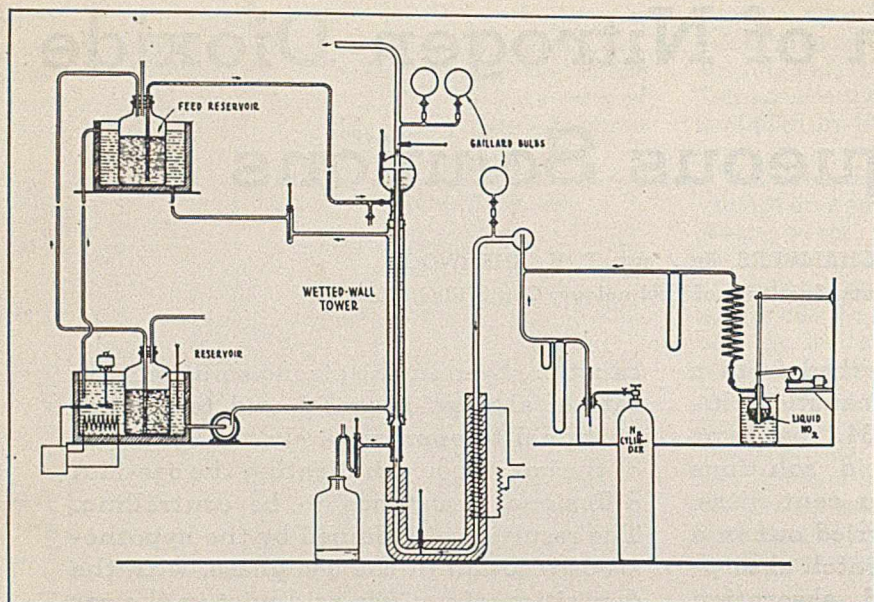 FEED RESERVOIR
GAILLARD BULBS
WETTED-WALL
TOWER
RESERVOIR
LIQUID
NO₂
N₂
CYLIN
DER